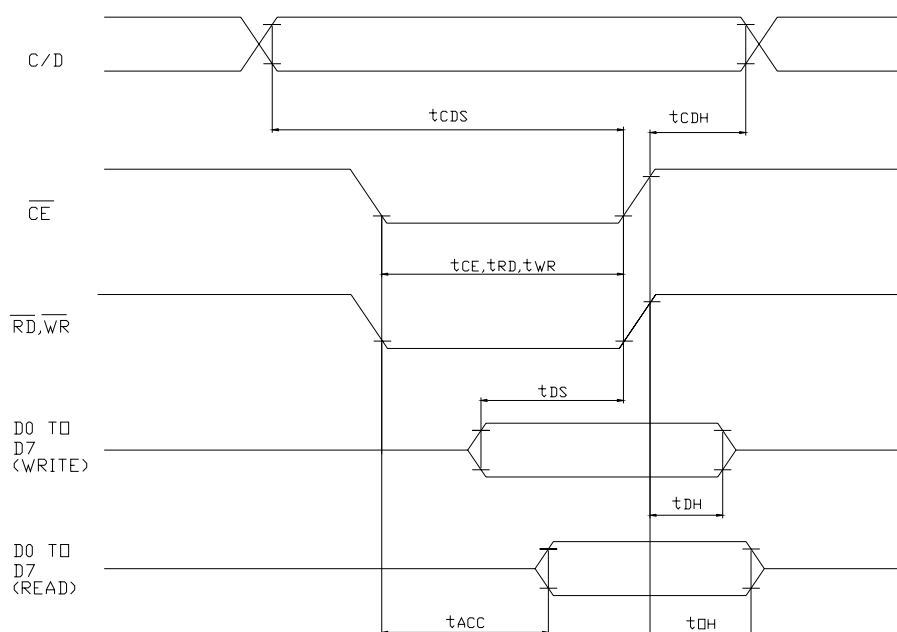 C/D
tCDS
tCDH
CE
tCE,tRD,tWR
RD,WR
tDS
D0 TO
D7
(WRITE)
tDH
D0 TO
D7
(READ)
tACC
tOH